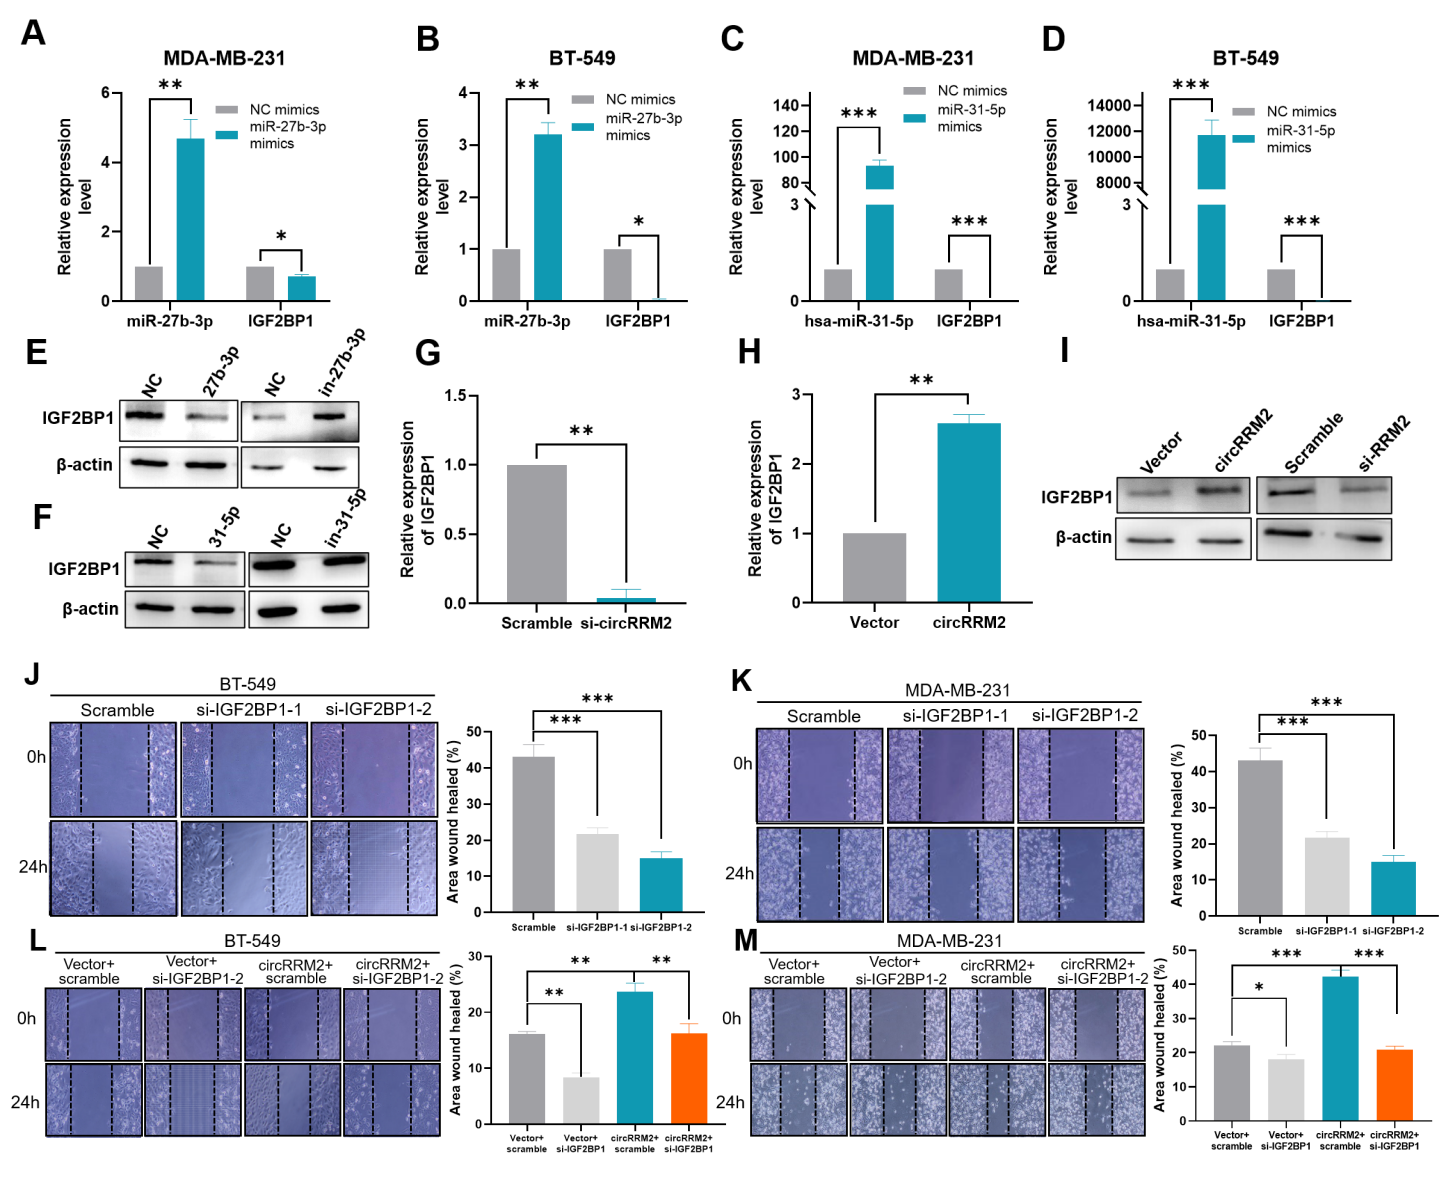 A
MDA-MB-231
**
*
NC mimics
miR-27b-3p
mimics
Relative expression
level
6
4
2
0
miR-27b-3p
IGF2BP1
B
BT-549
**
*
NC mimics
miR-27b-3p
mimics
Relative expression
level
4
3
2
1
0
miR-27b-3p
IGF2BP1
C
MDA-MB-231
***
***
NC mimics
miR-31-5p
mimics
Relative expression
level
140
120
100
80
3
0
hsa-miR-31-5p
IGF2BP1
D
BT-549
***
***
NC mimics
miR-31-5p
mimics
Relative expression
level
14000
12000
10000
8000
3
0
hsa-miR-31-5p
IGF2BP1
E
NC
27b-3p
NC
in-27b-3p
IGF2BP1
β-actin
F
NC
31-5p
NC
in-31-5p
IGF2BP1
β-actin
G
Relative expression
of IGF2BP1
1.5
1.0
0.5
0.0
**
Scramble
si-circRRM2
H
Relative expression
of IGF2BP1
3
2
1
0
**
Vector
circRRM2
I
Vector
circRRM2
Scramble
si-RRM2
IGF2BP1
β-actin
J
BT-549
Scramble
si-IGF2BP1-1
si-IGF2BP1-2
0h
24h
Area wound healed (%)
50
40
30
20
10
0
***
***
Scramble
si-IGF2BP1-1
si-IGF2BP1-2
K
MDA-MB-231
Scramble
si-IGF2BP1-1
si-IGF2BP1-2
0h
24h
Area wound healed (%)
50
40
30
20
10
0
***
***
Scramble
si-IGF2BP1-1
si-IGF2BP1-2
L
BT-549
Vector+
scramble
Vector+
si-IGF2BP1-2
circRRM2+
scramble
circRRM2+
si-IGF2BP1-2
0h
24h
Area wound healed (%)
30
20
10
0
**
**
**
Vector+
scramble
Vector+
si-IGF2BP1
circRRM2+
scramble
circRRM2+
si-IGF2BP1
M
MDA-MB-231
Vector+
scramble
Vector+
si-IGF2BP1-2
circRRM2+
scramble
circRRM2+
si-IGF2BP1-2
0h
24h
Area wound healed (%)
50
40
30
20
10
0
***
***
*
Vector+
scramble
Vector+
si-IGF2BP1
circRRM2+
scramble
circRRM2+
si-IGF2BP1